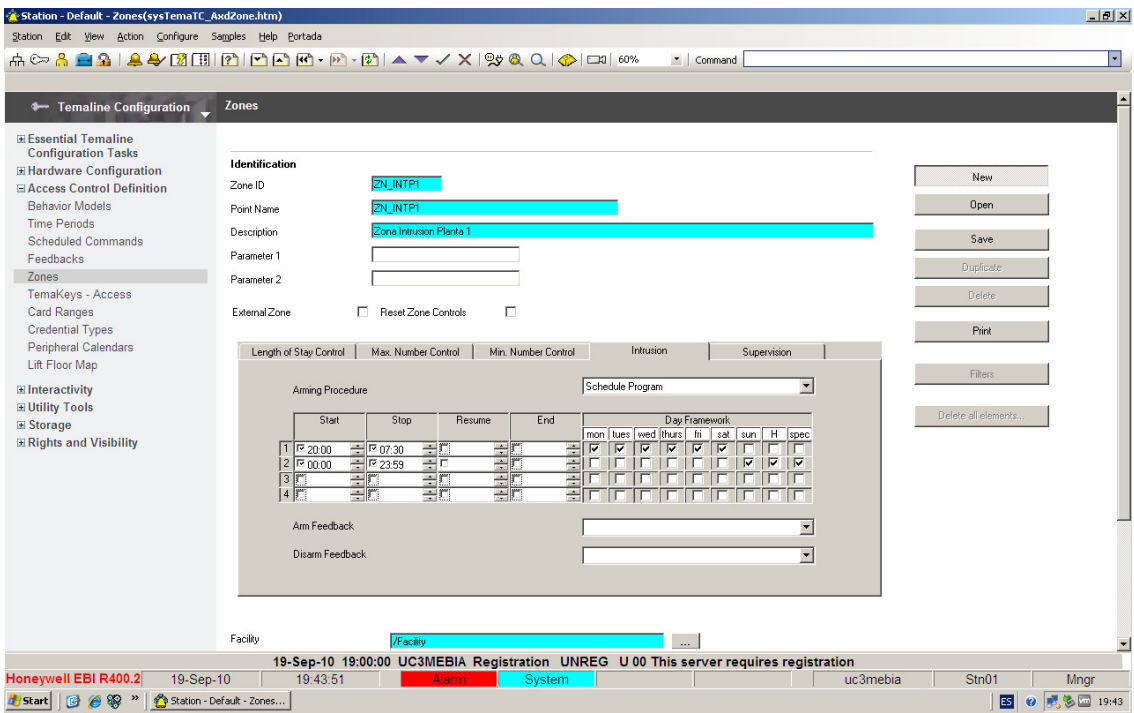 Station - Default - Zones(sysTemaTC_AxdZone.htm)
Station Edit View Action Configure Samples Help Portada
60% Command
Temaline Configuration
Zones
Essential Temaline
Configuration Tasks
Hardware Configuration
Access Control Definition
Behavior Models
Time Periods
Scheduled Commands
Feedbacks
Zones
TemaKeys - Access
Card Ranges
Credential Types
Peripheral Calendars
Lift Floor Map
Interactivity
Utility Tools
Storage
Rights and Visibility
Identification
Zone ID ZN_INTP1
Point Name ZN_INTP1
Description Zona Intrusion Planta 1
Parameter 1
Parameter 2
External Zone Reset Zone Controls
Length of Stay Control Max. Number Control Min. Number Control Intrusion Supervision
Arming Procedure Schedule Program
Start Stop Resume End Day Framework
mon tues wed thurs fri sat sun H spec
1 20:00 07:30
2 00:00 23:59
3
4
Arm Feedback
Disarm Feedback
Facility /Facility ...
New
Open
Save
Duplicate
Delete
Print
Filters
Delete all elements...
19-Sep-10 19:00:00 UC3MEBIA Registration UNREG U 00 This server requires registration
Honeywell EBI R400.2 19-Sep-10 19:43:51 Alarm System uc3mebia Stn01 Mngr
Start » Station - Default - Zones... ES 19:43